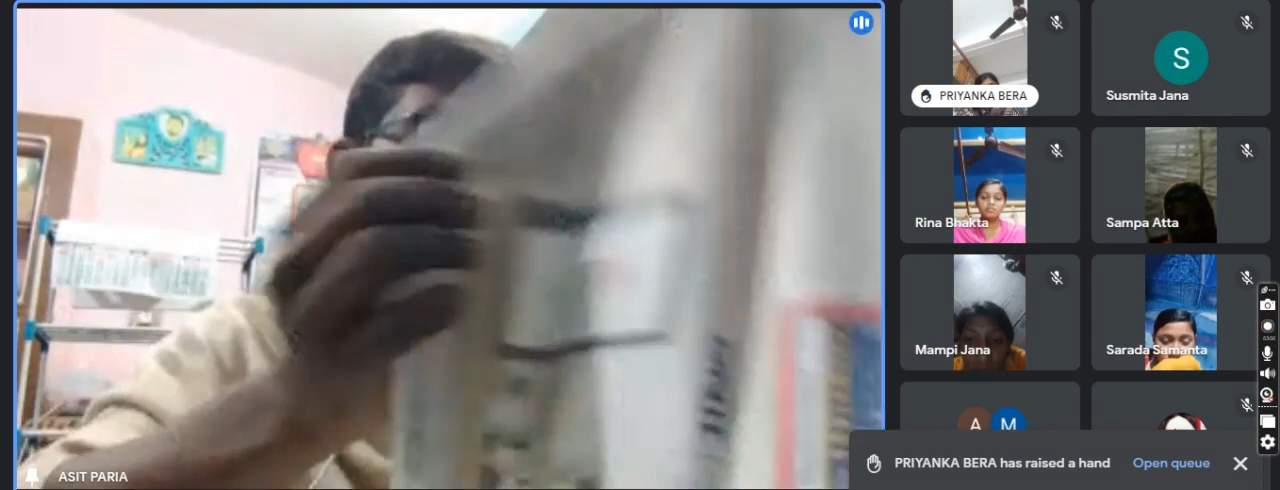 PRIYANKA BERA
S
Susmita Jana
Rina Bhakta
Sampa Atta
Mampi Jana
Sarada Samanta
A M
PRIYANKA BERA has raised a hand
Open queue
ASIT PARIA